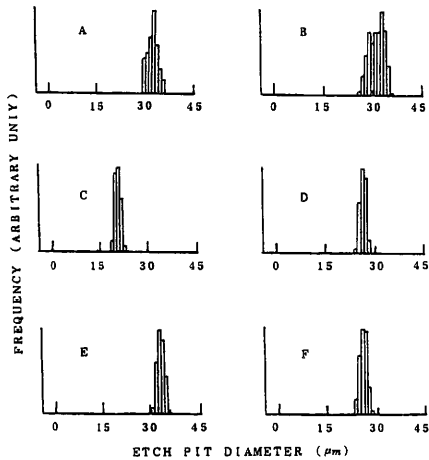 A
B
0 15 30 45
0 15 30 45
C
D
0 15 30 45
0 15 30 45
E
F
0 15 30 45
0 15 30 45
FREQUENCY (ARBITRARY UNIY)
ETCH PIT DIAMETER (μm)